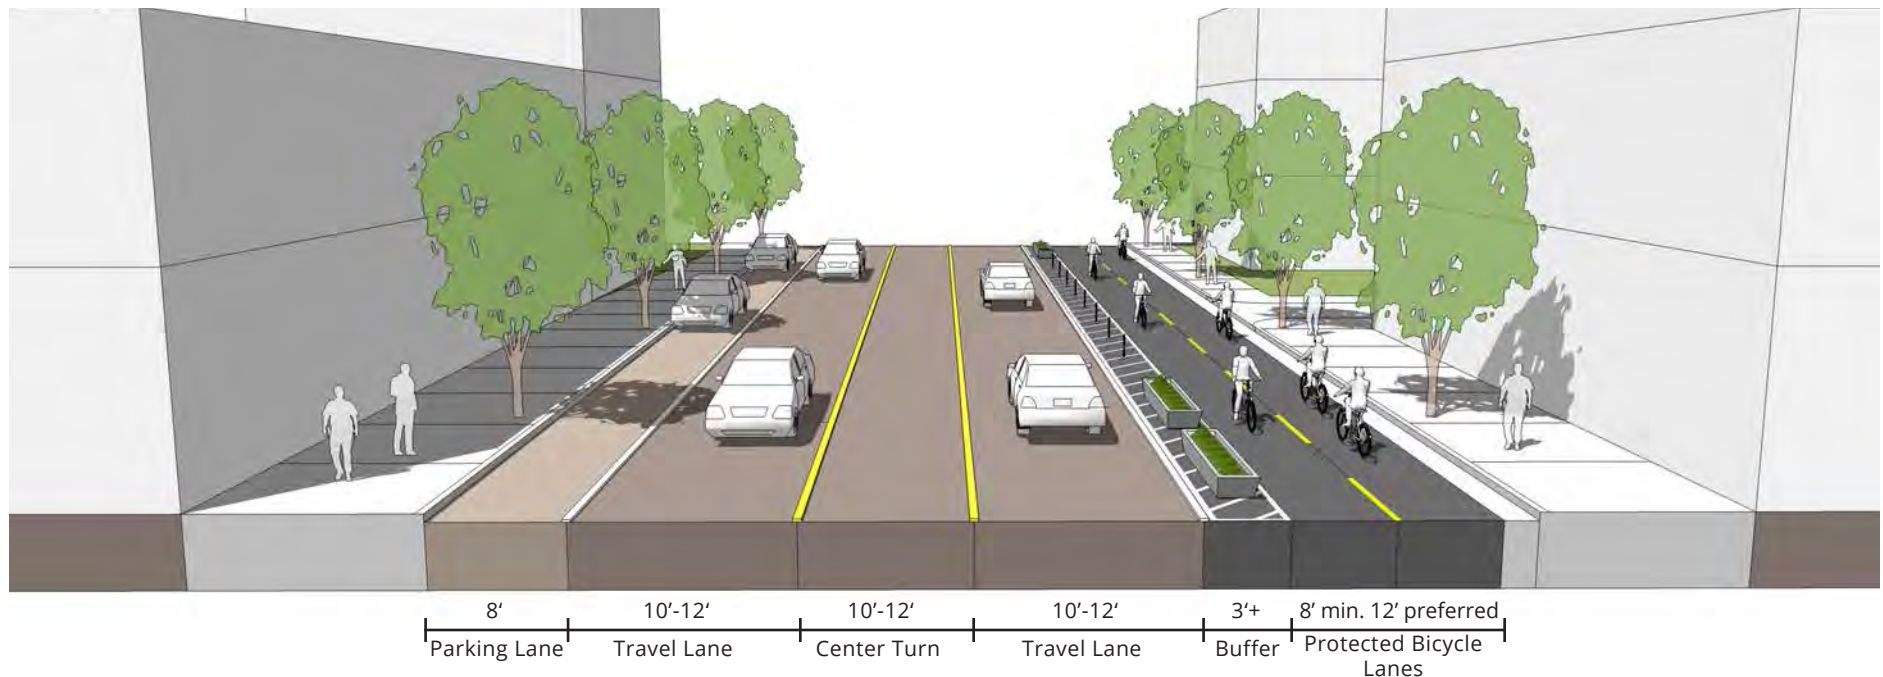 8‘ 10’-12‘ 10’-12‘ 10’-12‘ 3‘+ 8’ min. 12’ preferred
Parking Lane Travel Lane Center Turn Travel Lane Buffer Protected Bicycle
Lanes